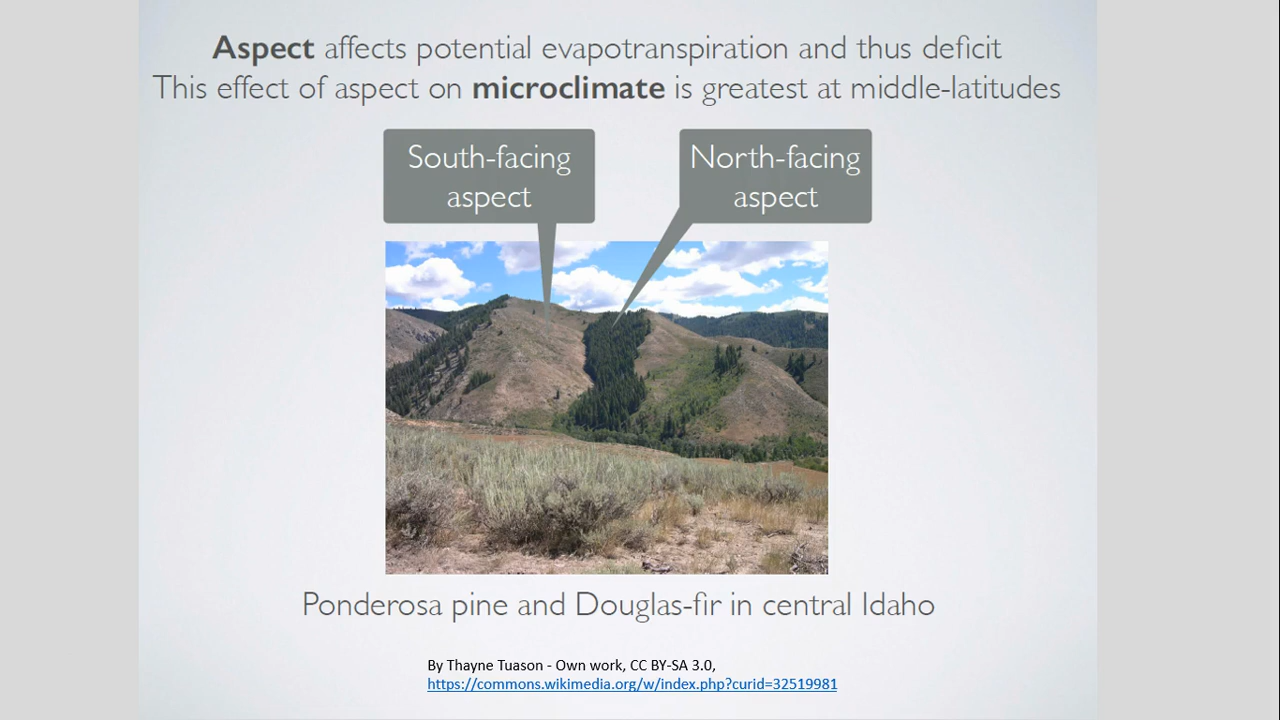 Aspect affects potential evapotranspiration and thus deficit
This effect of aspect on microclimate is greatest at middle-latitudes
South-facing
aspect
North-facing
aspect
Ponderosa pine and Douglas-fir in central Idaho
By Thayne Tuason - Own work, CC BY-SA 3.0,
https://commons.wikimedia.org/w/index.php?curid=32519981